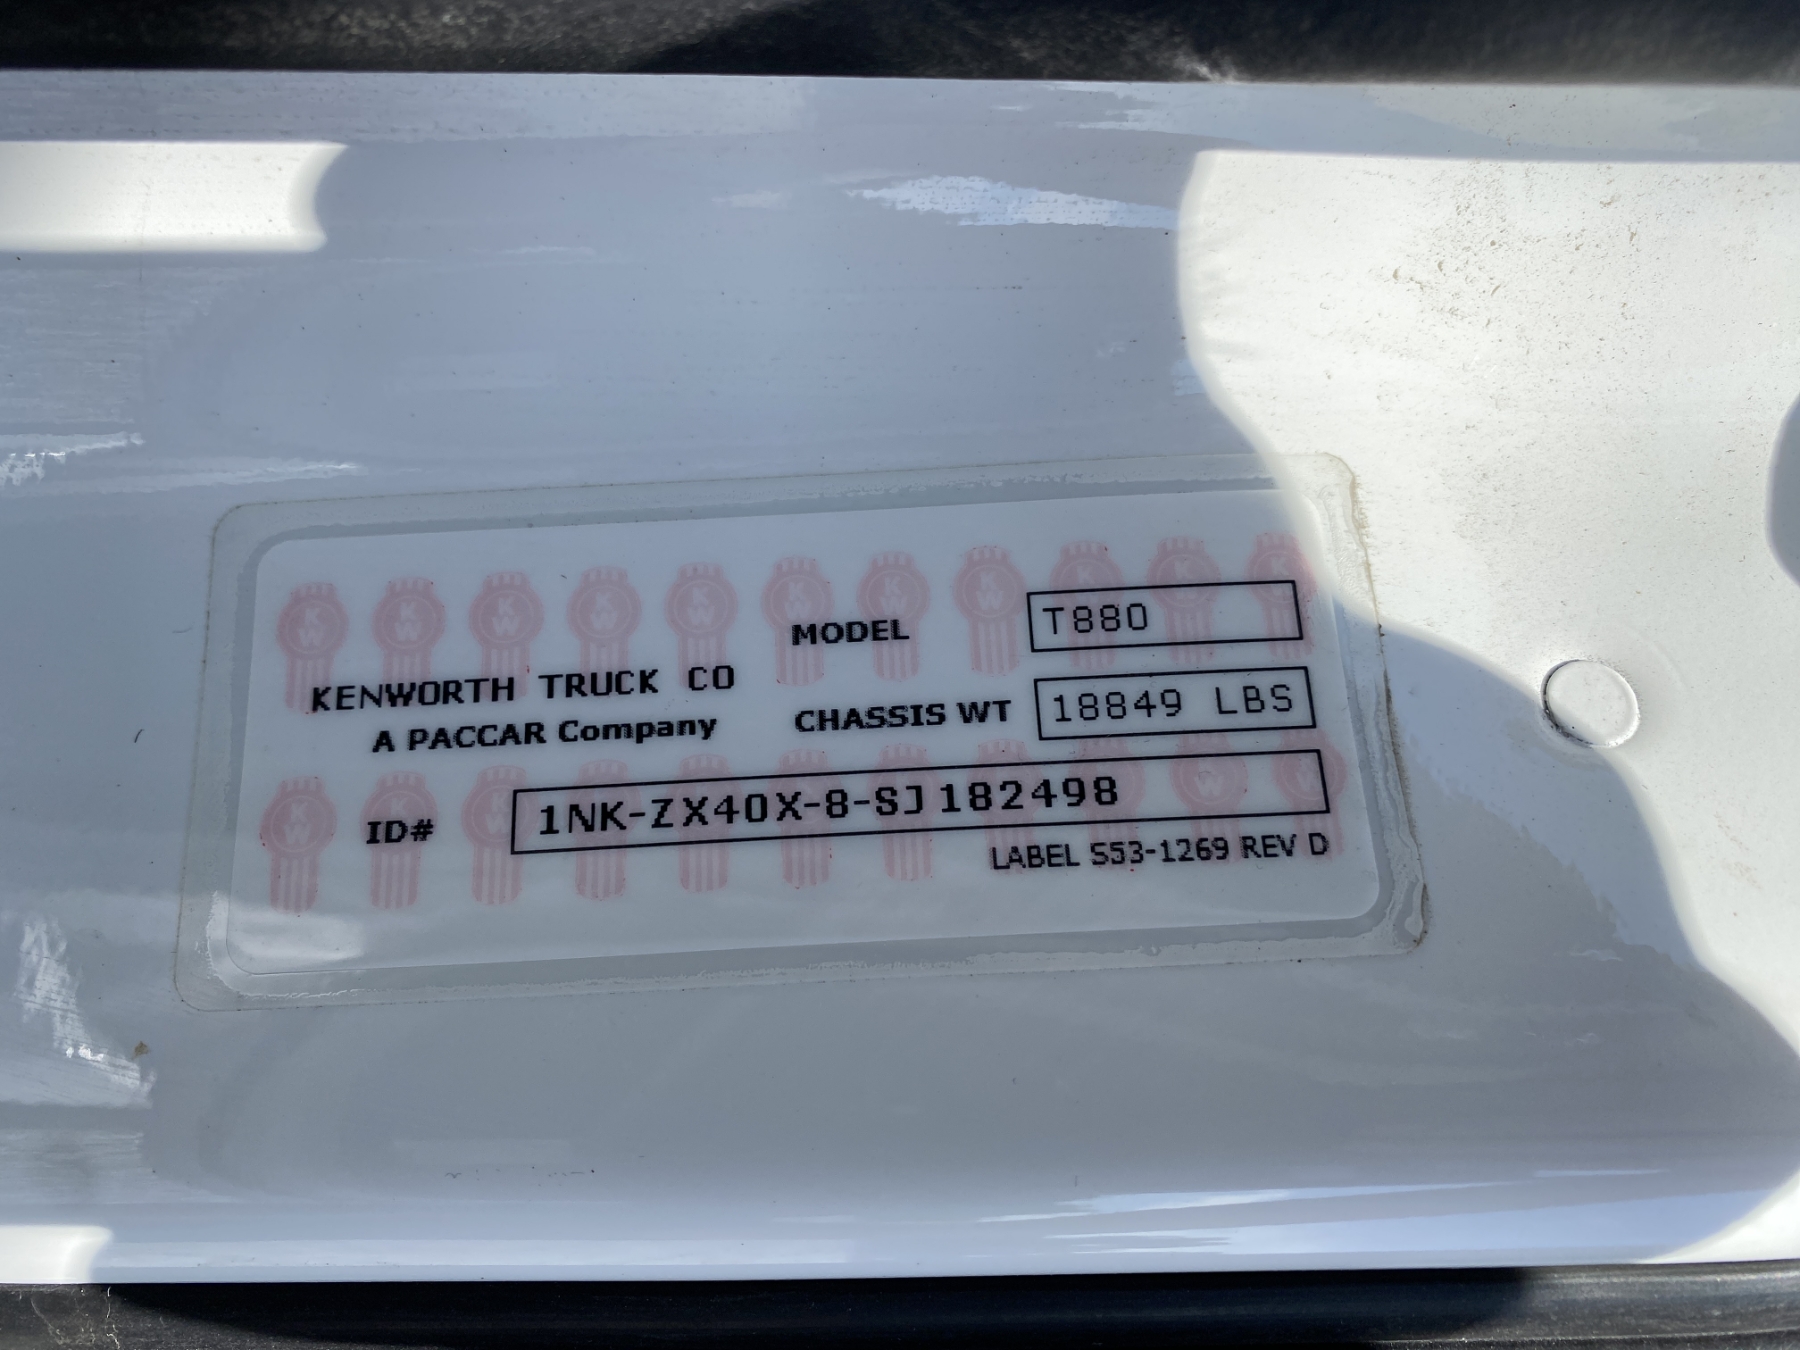 MODEL T880
KENWORTH TRUCK CO
A PACCAR Company
CHASSIS WT 18849 LBS
ID# 1NK-ZX40X-8-SJ182498
LABEL S53-1269 REV D